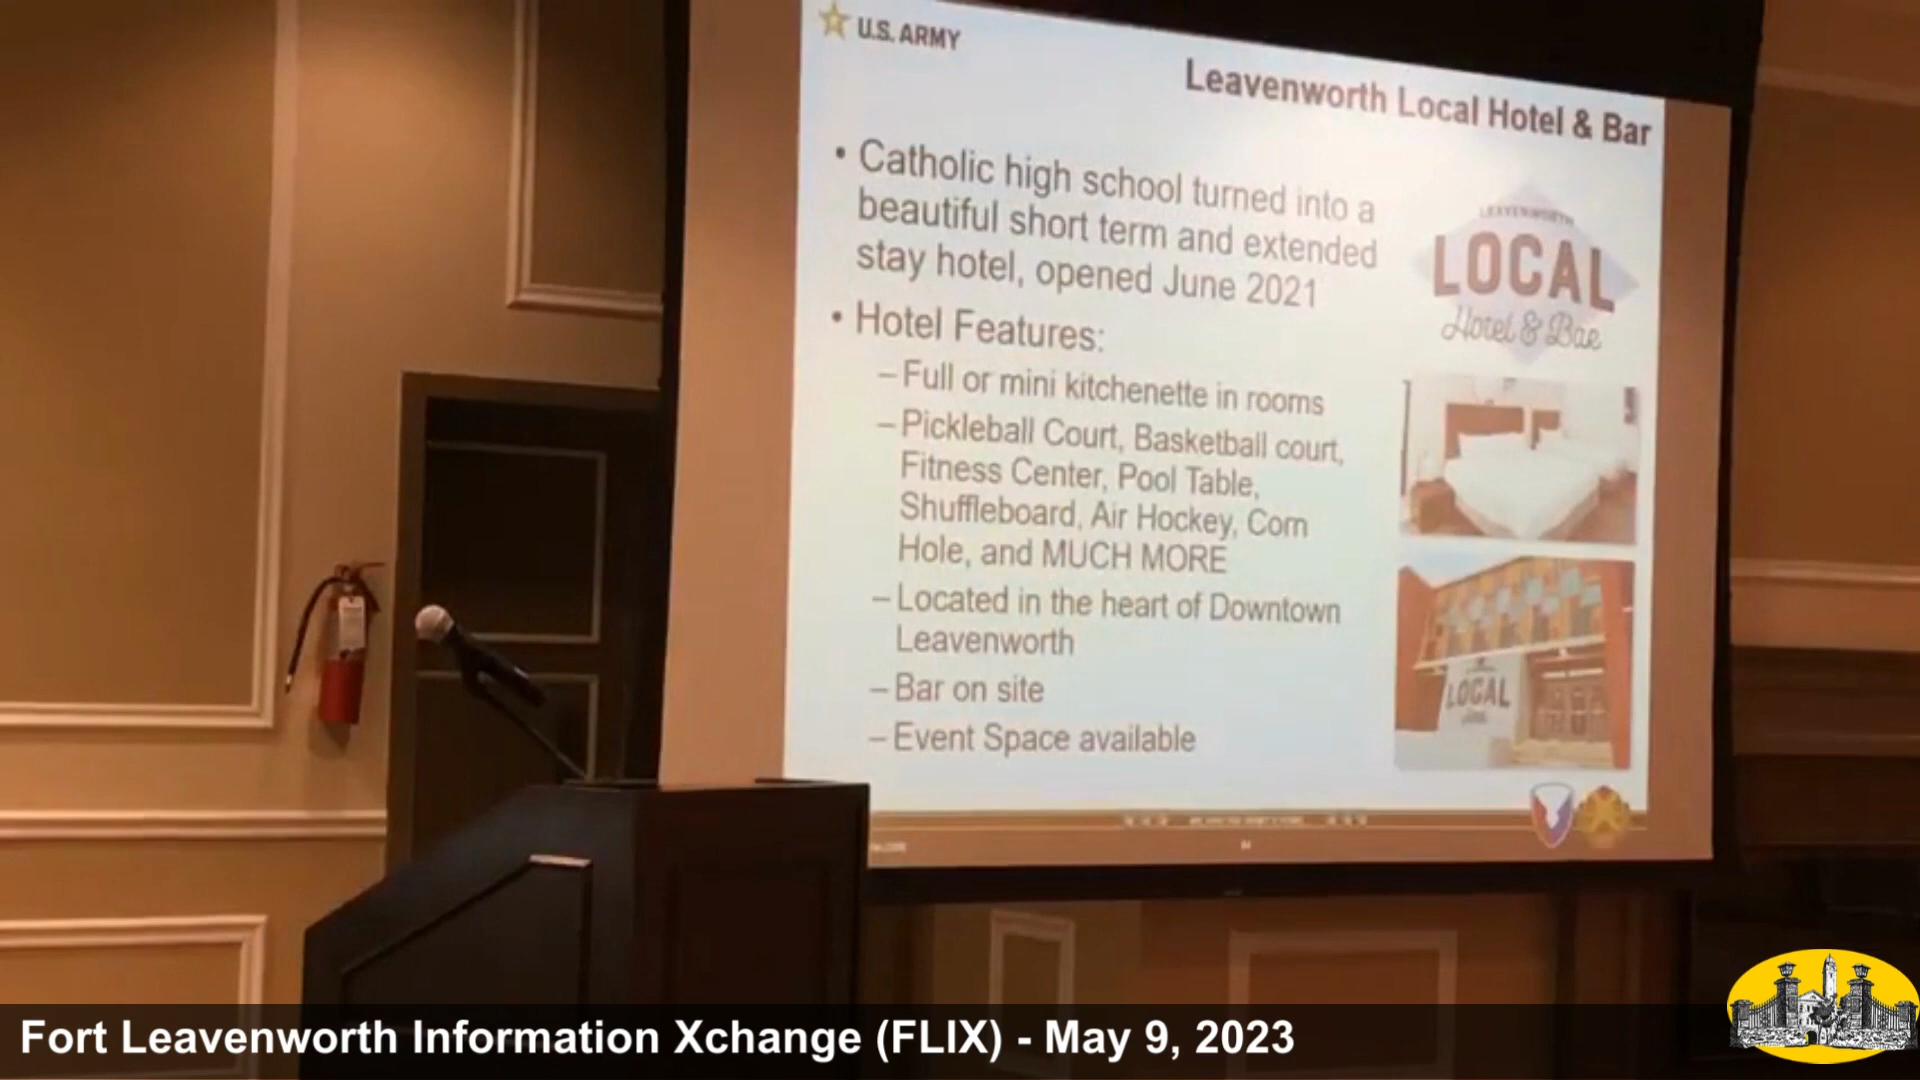 U.S. ARMY
Leavenworth Local Hotel & Bar
• Catholic high school turned into a
beautiful short term and extended
stay hotel, opened June 2021
• Hotel Features:
– Full or mini kitchenette in rooms
– Pickleball Court, Basketball court,
Fitness Center, Pool Table,
Shuffleboard, Air Hockey, Corn
Hole, and MUCH MORE
– Located in the heart of Downtown
Leavenworth
– Bar on site
– Event Space available
LEAVENWORTH
LOCAL
Hotel & Bar
LOCAL
Fort Leavenworth Information Xchange (FLIX) - May 9, 2023